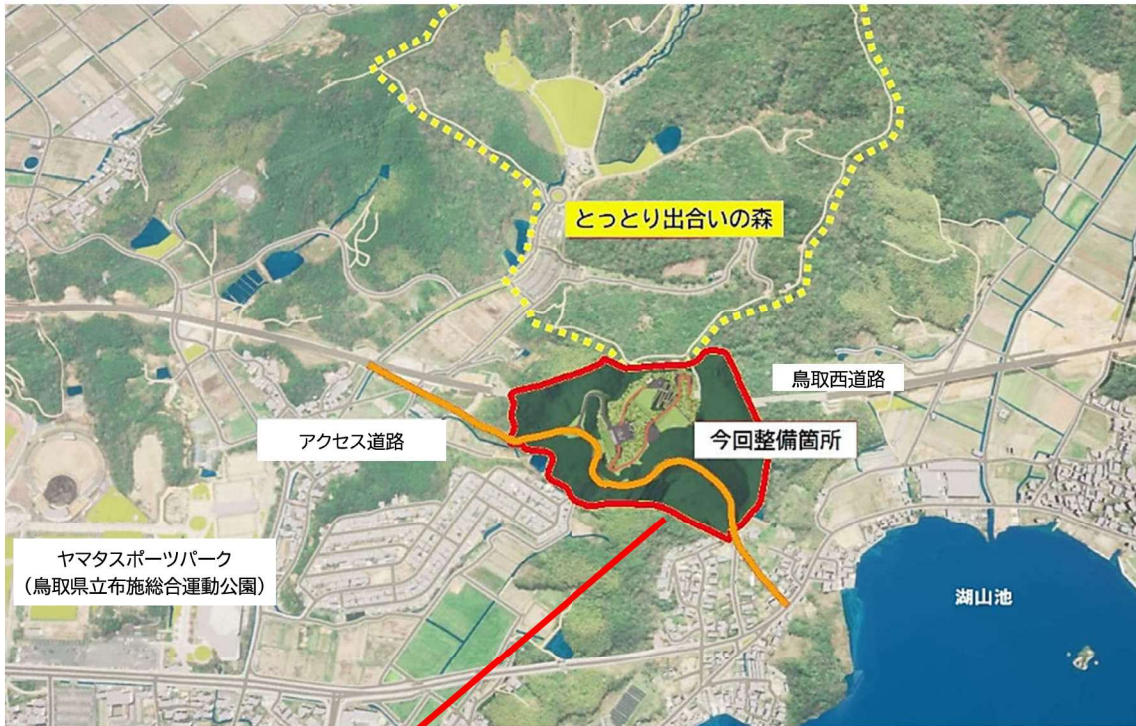 とっとり出合いの森
鳥取西道路
アクセス道路
今回整備箇所
ヤマタスポーツパーク
（鳥取県立布施総合運動公園）
湖山池